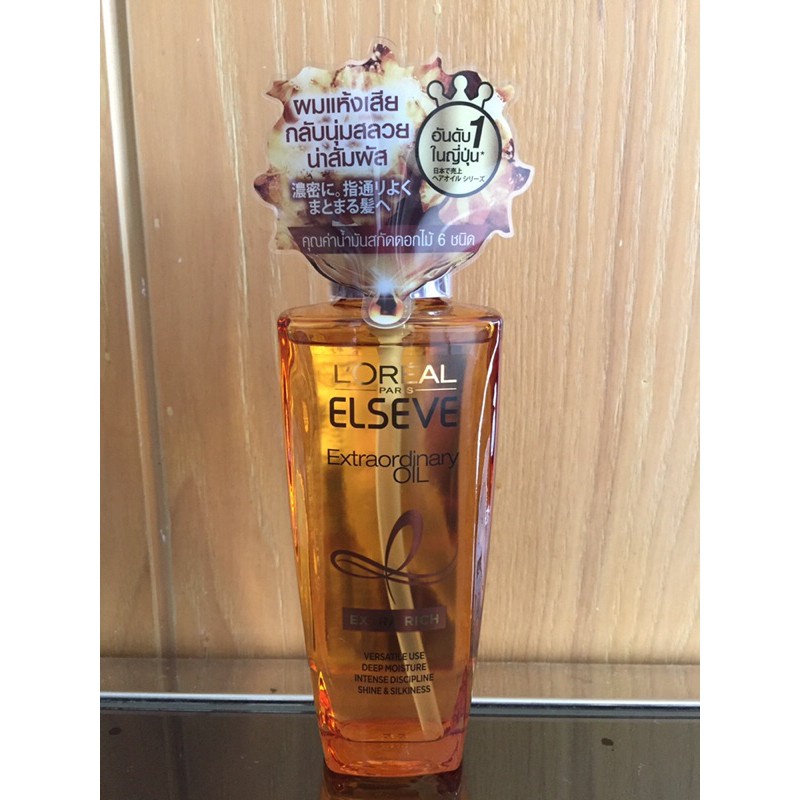 ผมแห้งเสีย
กลับนุ่มสลวย
น่าสัมผัส
濃密に。指通りよく
まとまる髪へ
คุณค่าน้ำมันสกัดดอกไม้ 6 ชนิด
อันดับ 1
ในญี่ปุ่น*
日本で売上
ヘアオイル シリーズ
L'ORÉAL
PARIS
ELSEVE
Extraordinary
OIL
EXTRA RICH
VERSATILE USE
DEEP MOISTURE
INTENSE DISCIPLINE
SHINE & SILKINESS